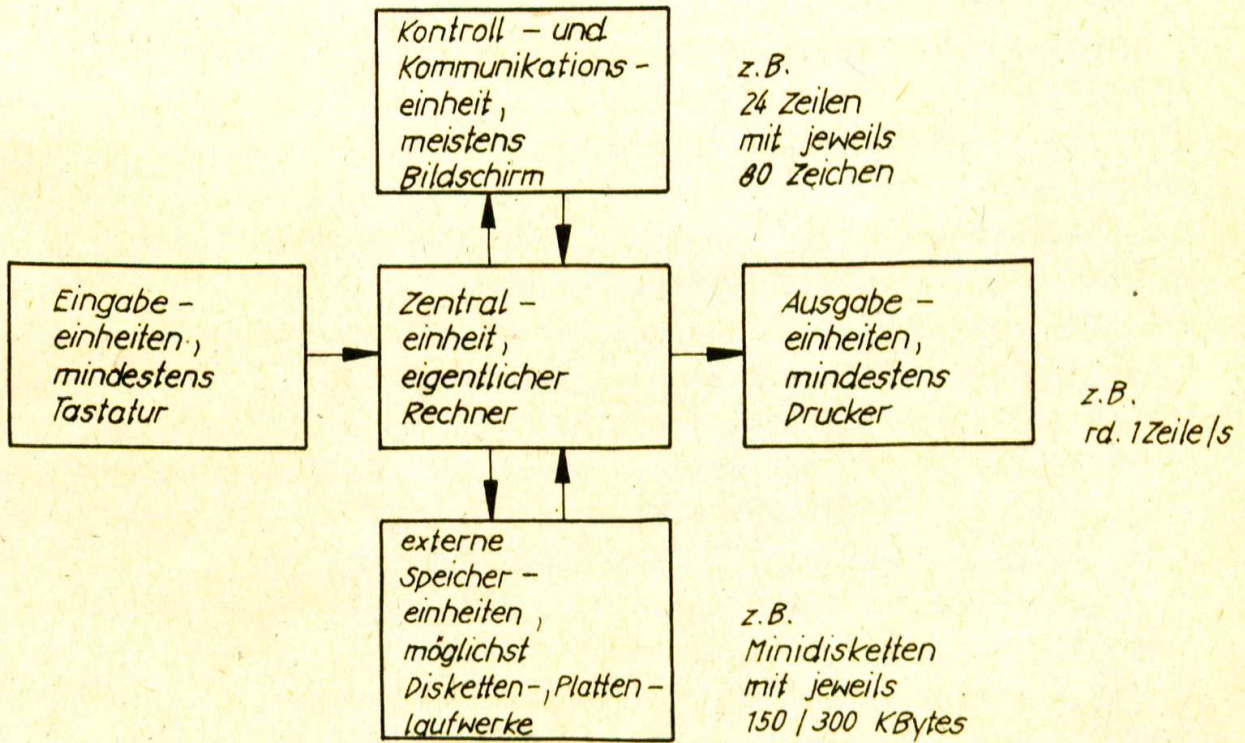 Kontroll - und
Kommunikations -
einheit,
meistens
Bildschirm
z.B.
24 Zeilen
mit jeweils
80 Zeichen
Eingabe -
einheiten,
mindestens
Tastatur
Zentral -
einheit,
eigentlicher
Rechner
Ausgabe -
einheiten,
mindestens
Drucker
z.B.
rd. 1 Zeile/s
externe
Speicher -
einheiten,
möglichst
Disketten-, Platten -
laufwerke
z.B.
Minidisketten
mit jeweils
150 / 300 KBytes